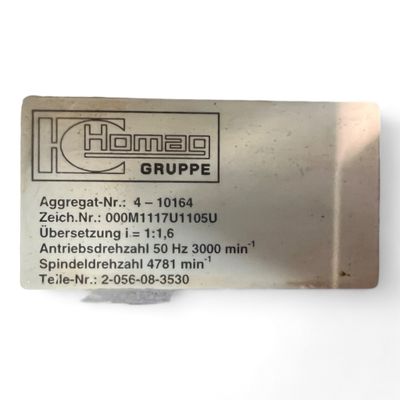 Homag
GRUPPE
Aggregat-Nr.: 4 – 10164
Zeich.Nr.: 000M1117U1105U
Übersetzung i = 1:1,6
Antriebsdrehzahl 50 Hz 3000 min⁻¹
Spindeldrehzahl 4781 min⁻¹
Teile-Nr.: 2-056-08-3530